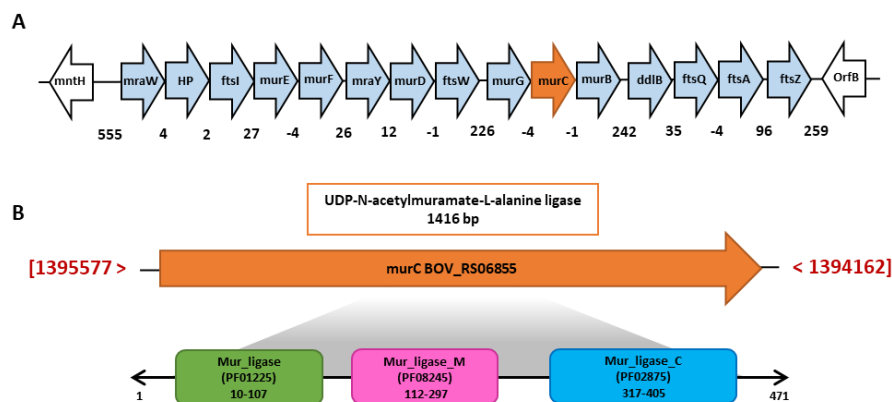 A
mntH mraW HP ftsI murE murF mraY murD ftsW murG murC murB ddlB ftsQ ftsA ftsZ OrfB
555 4 2 27 -4 26 12 -1 226 -4 -1 242 35 -4 96 259
B
UDP-N-acetylmuramate-L-alanine ligase
1416 bp
[1395577 > murC BOV_RS06855 < 1394162]
Mur_ligase Mur_ligase_M Mur_ligase_C
(PF01225) (PF08245) (PF02875)
10-107 112-297 317-405
1 471